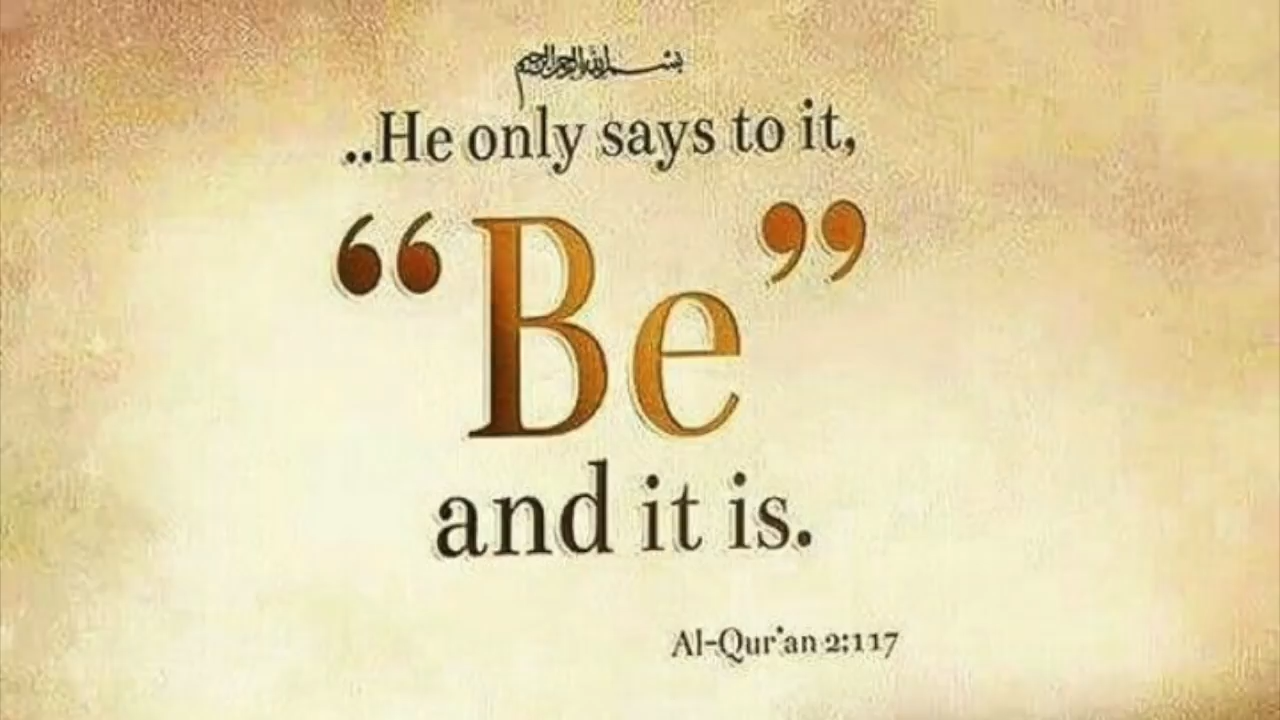 بسم الله الرحمن الرحيم
..He only says to it,
“Be”
and it is.
Al-Qur'an 2:117